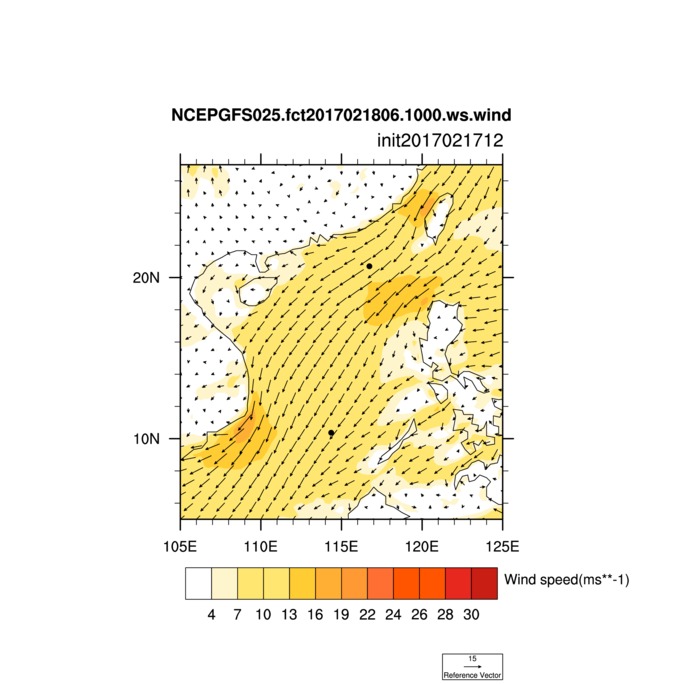 NCEPGFS025.fct2017021806.1000.ws.wind
init2017021712
20N
10N
105E 110E 115E 120E 125E
Wind speed(ms**-1)
4 7 10 13 16 19 22 24 26 28 30
15
Reference Vector